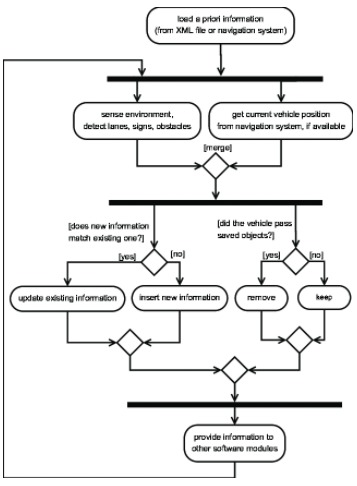 load a priori information
(from XML file or navigation system)
sense environment,
detect lanes, signs, obstacles
get current vehicle position
from navigation system, if available
[merge]
[does new information
match existing one?]
[did the vehicle pass
saved objects?]
[yes]
[no]
[yes]
[no]
update existing information
insert new information
remove
keep
provide information to
other software modules